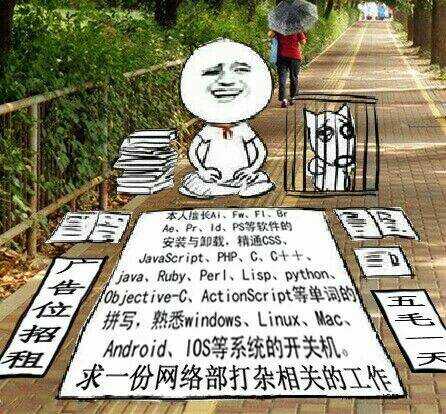 本人擅长Ai、Fw、Fl、Br
Ae、Pr、Id、PS等软件的
安装与卸载，精通CSS、
JavaScript、PHP、C、C++、
java、Ruby、Perl、Lisp、python、
Objective-C、ActionScript等单词的
拼写，熟悉windows、Linux、Mac、
Android、IOS等系统的开关机。
求一份网络部打杂相关的工作
广告位招租
五毛一天